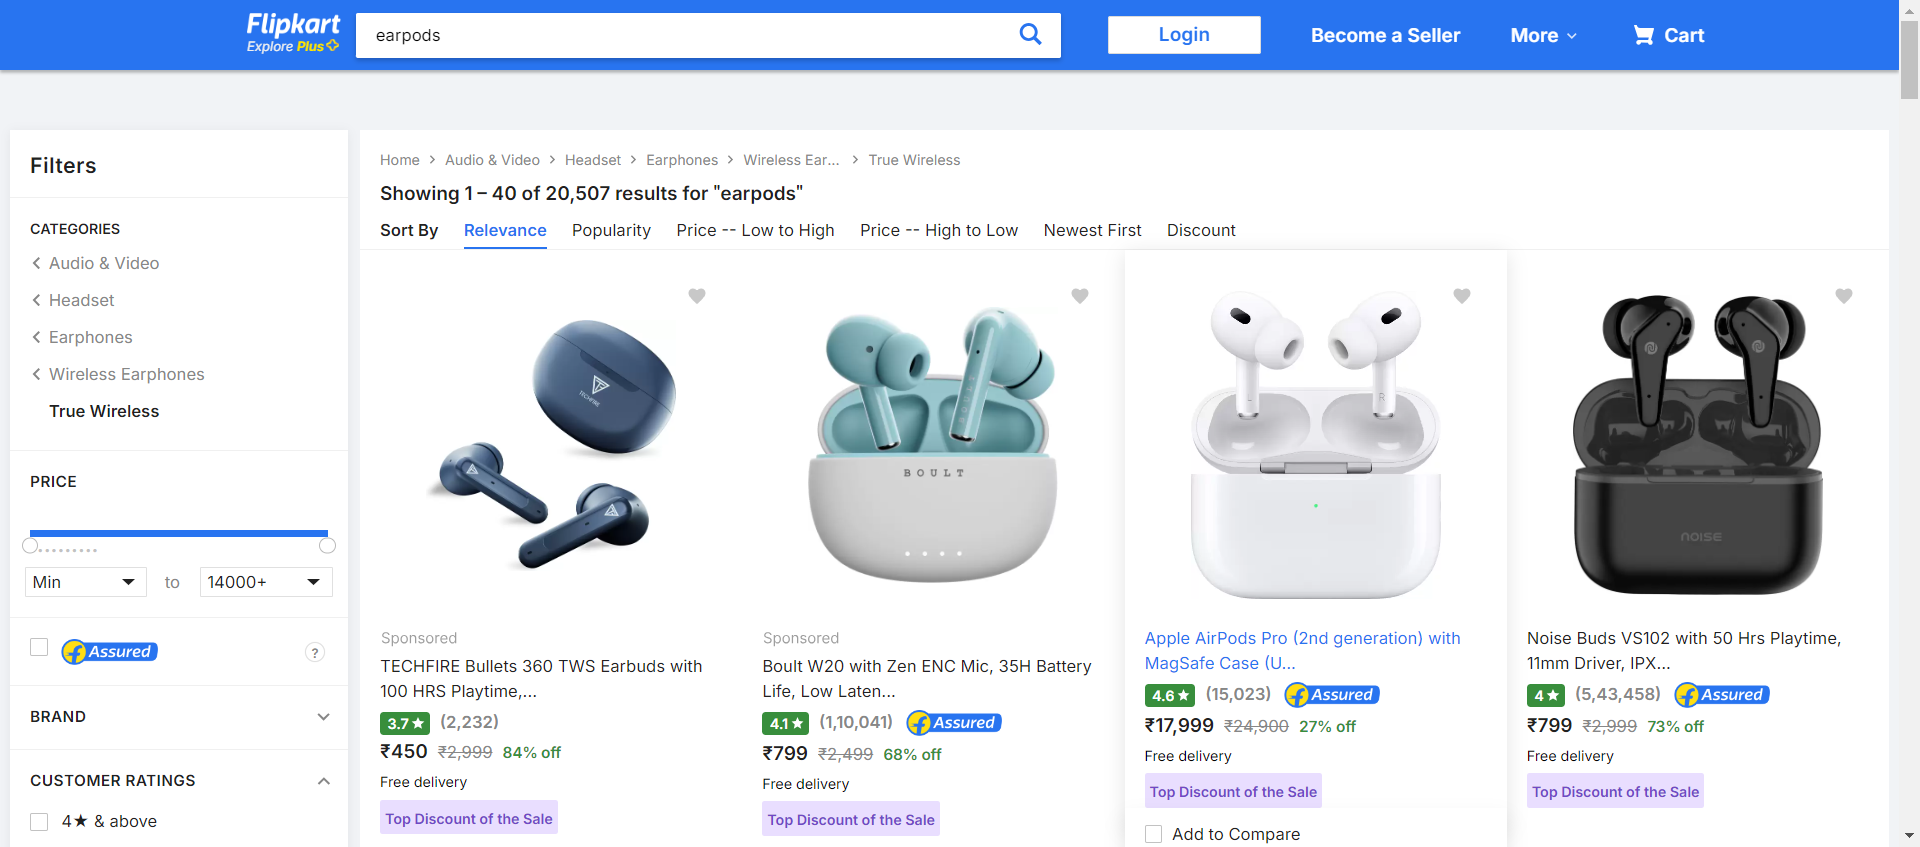 Flipkart
Explore Plus
earpods
Login
Become a Seller
More
Cart
Filters
CATEGORIES
Audio & Video
Headset
Earphones
Wireless Earphones
True Wireless
PRICE
Min
to
14000+
Assured
?
BRAND
CUSTOMER RATINGS
4★ & above
Home > Audio & Video > Headset > Earphones > Wireless Ear... > True Wireless
Showing 1 – 40 of 20,507 results for "earpods"
Sort By Relevance Popularity Price -- Low to High Price -- High to Low Newest First Discount
TECHFIRE
Sponsored
TECHFIRE Bullets 360 TWS Earbuds with
100 HRS Playtime,...
3.7★ (2,232)
₹450 ₹2,999 84% off
Free delivery
Top Discount of the Sale
BOULT
BOULT
Sponsored
Boult W20 with Zen ENC Mic, 35H Battery
Life, Low Laten...
4.1★ (1,10,041) Assured
₹799 ₹2,499 68% off
Free delivery
Top Discount of the Sale
L
R
Apple AirPods Pro (2nd generation) with
MagSafe Case (U...
4.6★ (15,023) Assured
₹17,999 ₹24,900 27% off
Free delivery
Top Discount of the Sale
Add to Compare
NOISE
Noise Buds VS102 with 50 Hrs Playtime,
11mm Driver, IPX...
4★ (5,43,458) Assured
₹799 ₹2,999 73% off
Free delivery
Top Discount of the Sale